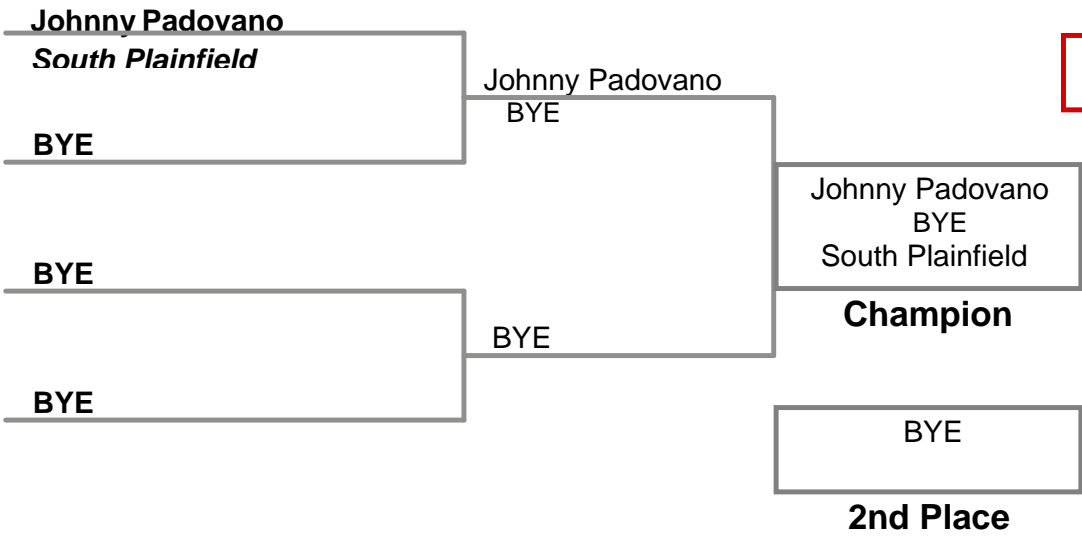 Johnny Padovano
South Plainfield
BYE
BYE
BYE
Johnny Padovano
BYE
BYE
Johnny Padovano
BYE
South Plainfield
Champion
BYE
2nd Place